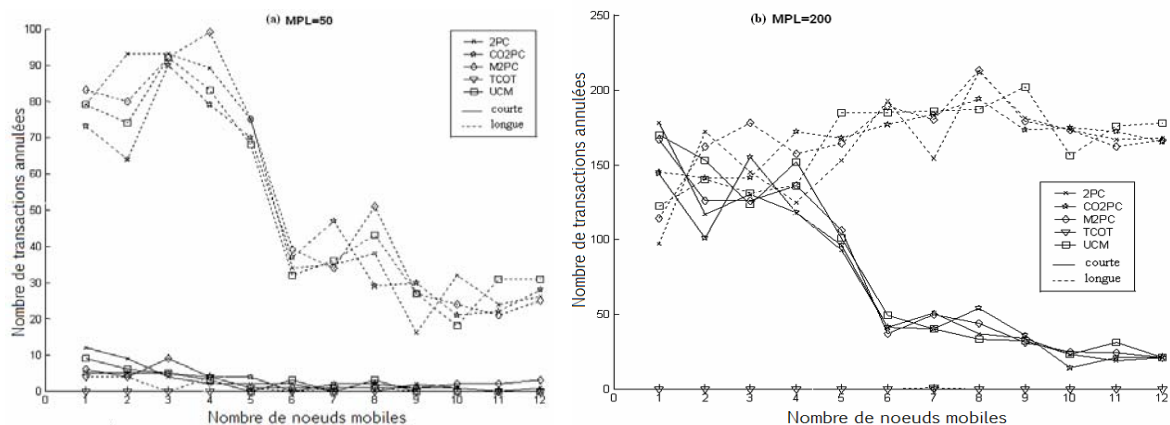 (a) MPL=50
Nombre de transactions annulées
100
90
80
70
60
50
40
30
20
10
0
0 1 2 3 4 5 6 7 8 9 10 11 12
Nombre de noeuds mobiles
2PC
CO2PC
M2PC
TCOT
UCM
courte
longue
(b) MPL=200
Nombre de transactions annulées
250
200
150
100
50
0
0 1 2 3 4 5 6 7 8 9 10 11 12
Nombre de noeuds mobiles
2PC
CO2PC
M2PC
TCOT
UCM
courte
longue